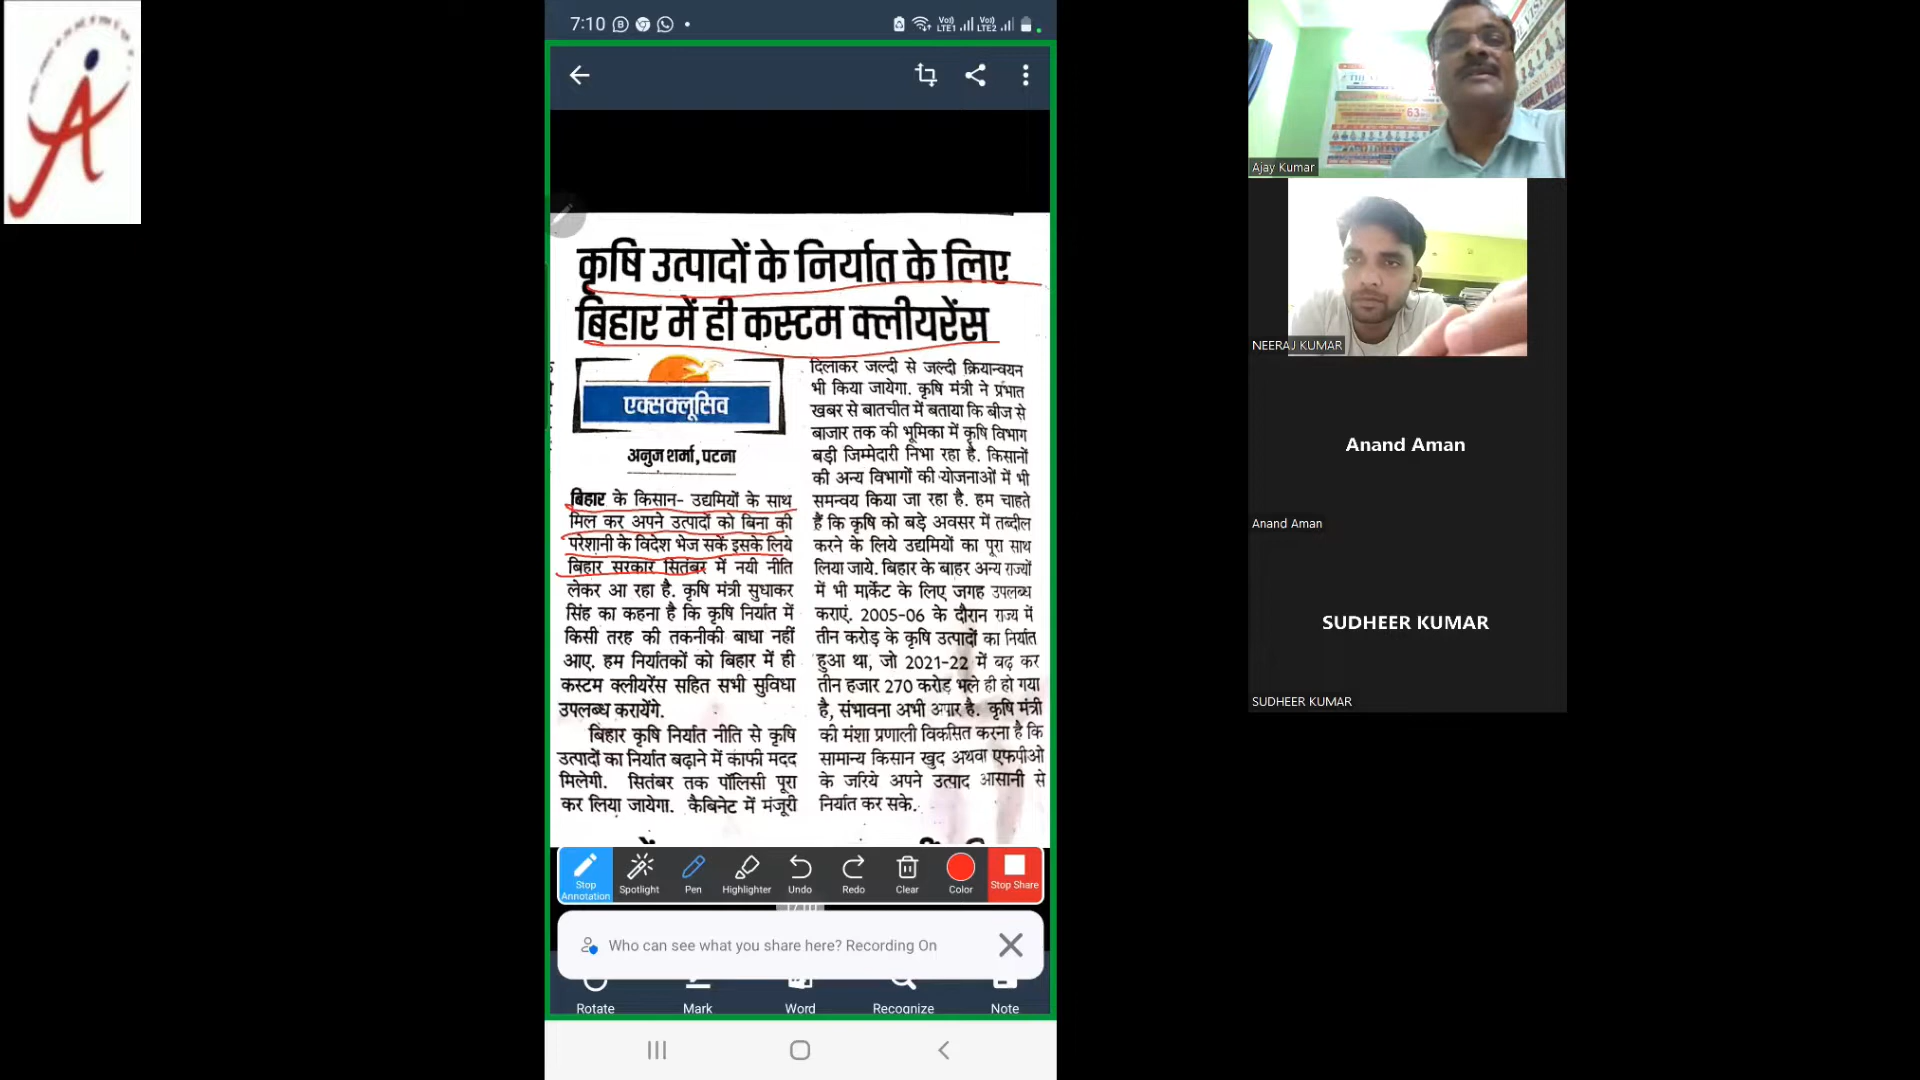 7:10
कृषि उत्पादों के निर्यात के लिए
बिहार में ही कस्टम क्लीयरेंस
एक्सक्लूसिव
अनुज शर्मा, पटना
बिहार के किसान- उद्यमियों के साथ
मिल कर अपने उत्पादों को बिना की
परेशानी के विदेश भेज सकें इसके लिये
बिहार सरकार सितंबर में नयी नीति
लेकर आ रहा है. कृषि मंत्री सुधाकर
सिंह का कहना है कि कृषि निर्यात में
किसी तरह की तकनीकी बाधा नहीं
आए. हम निर्यातकों को बिहार में ही
कस्टम क्लीयरेंस सहित सभी सुविधा
उपलब्ध करायेंगे.
बिहार कृषि निर्यात नीति से कृषि
उत्पादों का निर्यात बढ़ाने में काफी मदद
मिलेगी. सितंबर तक पॉलिसी पूरा
कर लिया जायेगा. कैबिनेट में मंजूरी
दिलाकर जल्दी से जल्दी क्रियान्वयन
भी किया जायेगा. कृषि मंत्री ने प्रभात
खबर से बातचीत में बताया कि बीज से
बाजार तक की भूमिका में कृषि विभाग
बड़ी जिम्मेदारी निभा रहा है. किसानों
की अन्य विभागों की योजनाओं में भी
समन्वय किया जा रहा है. हम चाहते
हैं कि कृषि को बड़े अवसर में तब्दील
करने के लिये उद्यमियों का पूरा साथ
लिया जाये. बिहार के बाहर अन्य राज्यों
में भी मार्केट के लिए जगह उपलब्ध
कराएं. 2005-06 के दौरान राज्य में
तीन करोड़ के कृषि उत्पादों का निर्यात
हुआ था, जो 2021-22 में बढ़ कर
तीन हजार 270 करोड़ भले ही हो गया
है, संभावना अभी अपार है. कृषि मंत्री
की मंशा प्रणाली विकसित करना है कि
सामान्य किसान खुद अथवा एफपीओ
के जरिये अपने उत्पाद आसानी से
निर्यात कर सके.
Stop Annotation
Spotlight
Pen
Highlighter
Undo
Redo
Clear
Color
Stop Share
Who can see what you share here? Recording On
Rotate
Mark
Word
Recognize
Note
Ajay Kumar
NEERAJ KUMAR
Anand Aman
Anand Aman
SUDHEER KUMAR
SUDHEER KUMAR